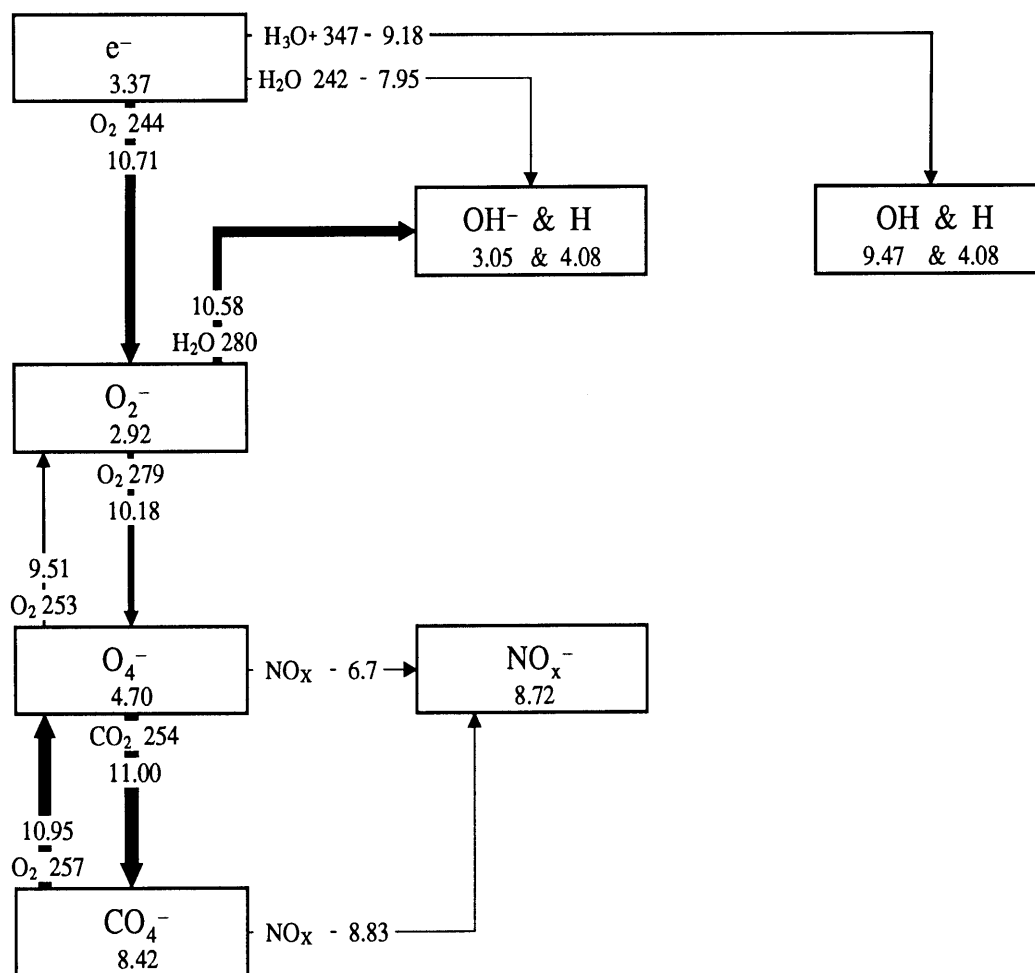 e⁻
3.37
H₃O+ 347 - 9.18
H₂O 242 - 7.95
O₂ 244
10.71
OH⁻ & H
3.05 & 4.08
OH & H
9.47 & 4.08
10.58
H₂O 280
O₂⁻
2.92
O₂ 279
10.18
9.51
O₂ 253
O₄⁻
4.70
NOx - 6.7
NOₓ⁻
8.72
CO₂ 254
11.00
10.95
O₂ 257
CO₄⁻
8.42
NOx - 8.83